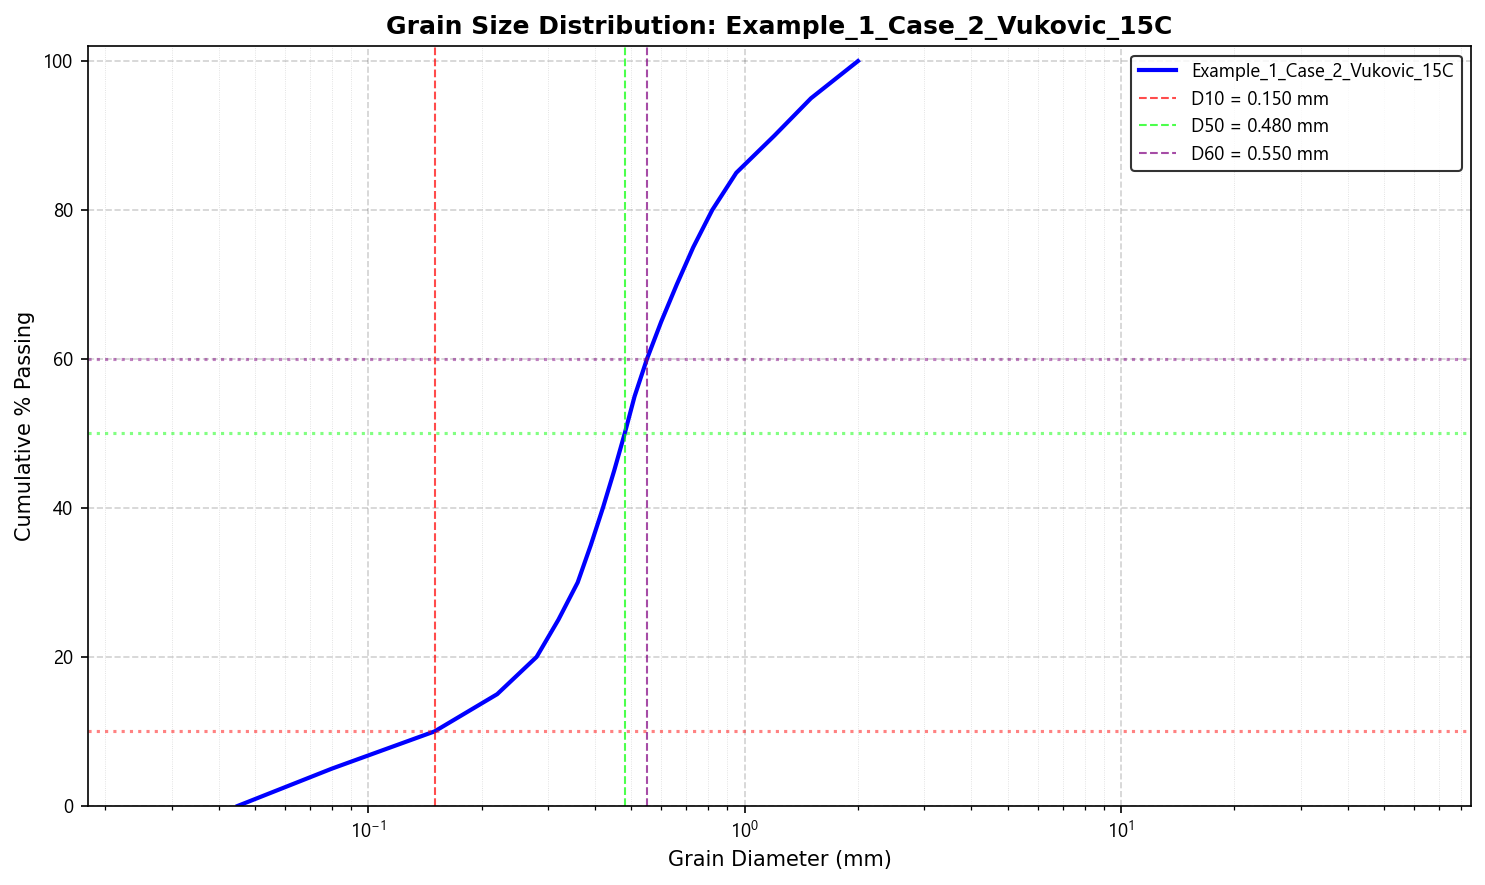 Grain Size Distribution: Example_1_Case_2_Vukovic_15C
Example_1_Case_2_Vukovic_15C
D10 = 0.150 mm
D50 = 0.480 mm
D60 = 0.550 mm
Cumulative % Passing
100
80
60
40
20
0
10⁻¹
10⁰
10¹
Grain Diameter (mm)